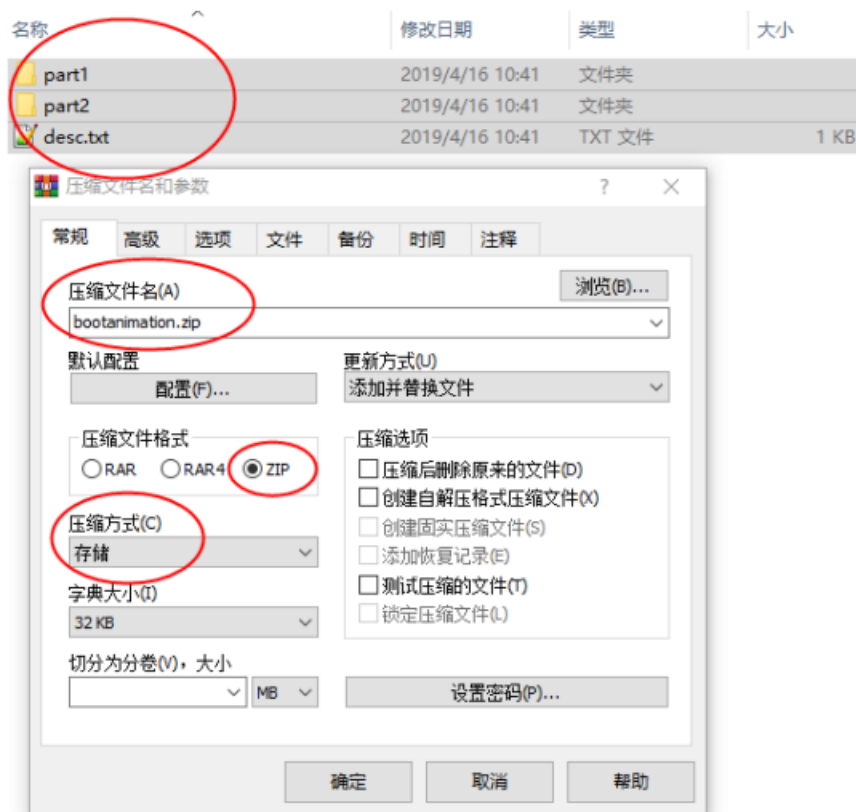 名称 修改日期 类型 大小
part1 2019/4/16 10:41 文件夹
part2 2019/4/16 10:41 文件夹
desc.txt 2019/4/16 10:41 TXT 文件 1 KB
压缩文件名和参数 ?
常规 高级 选项 文件 备份 时间 注释
压缩文件名(A) 浏览(B)...
bootanimation.zip
默认配置 更新方式(U)
配置(F)... 添加并替换文件
压缩文件格式 压缩选项
RAR RAR4 ZIP 压缩后删除原来的文件(D)
创建自解压格式压缩文件(X)
压缩方式(C) 创建固实压缩文件(S)
存储 添加恢复记录(E)
字典大小(I) 测试压缩的文件(T)
32 KB 锁定压缩文件(L)
切分为分卷(V)，大小
MB 设置密码(P)...
确定 取消 帮助